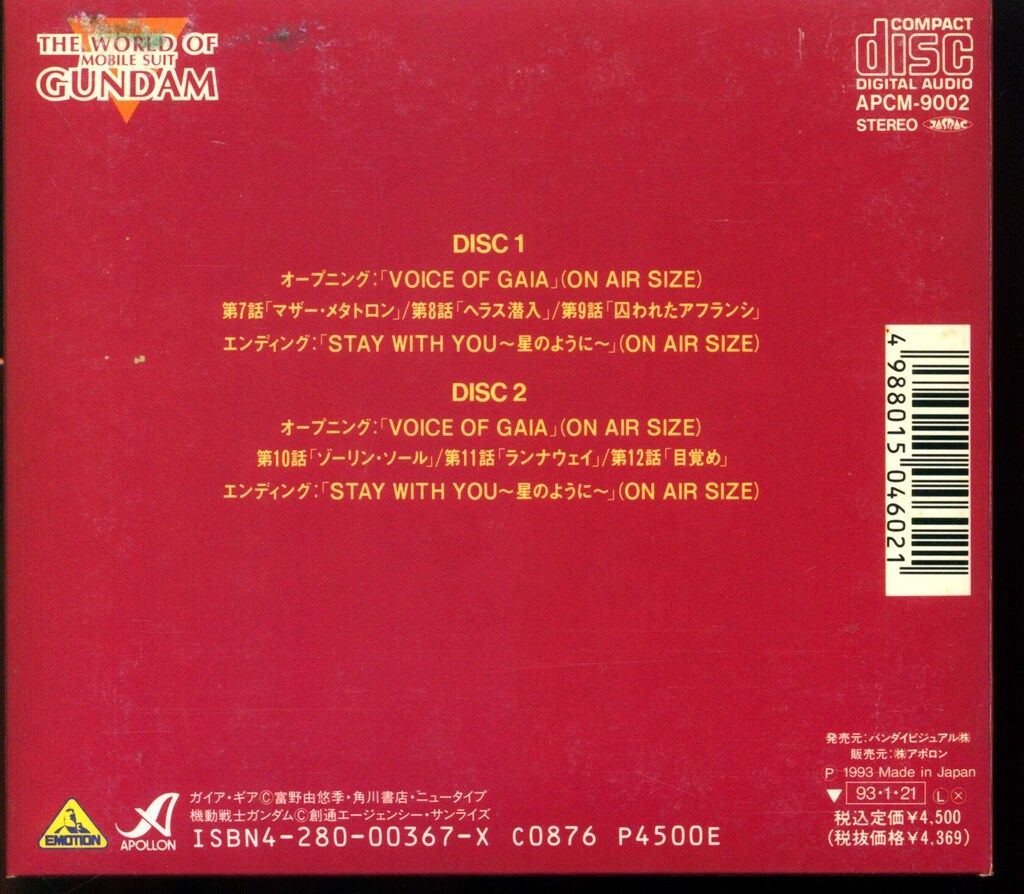 THE WORLD OF
MOBILE SUIT
GUNDAM
COMPACT
disc
DIGITAL AUDIO
APCM-9002
STEREO JASRAC
DISC 1
オープニング:「VOICE OF GAIA」(ON AIR SIZE)
第7話「マザー・メタトロン」/第8話「ヘラス潜入」/第9話「囚われたアフランシ」
エンディング:「STAY WITH YOU～星のように～」(ON AIR SIZE)
DISC 2
オープニング:「VOICE OF GAIA」(ON AIR SIZE)
第10話「ゾーリン・ソール」/第11話「ランナウェイ」/第12話「目覚め」
エンディング:「STAY WITH YOU～星のように～」(ON AIR SIZE)
4 988015 046021
発売元:バンダイビジュアル㈱
販売元:㈱アポロン
Ⓟ 1993 Made in Japan
▼ 93・1・21 Ⓛ Ⓧ
税込定価¥4,500
(税抜価格¥4,369)
EMOTION
APOLLON
ガイア・ギアⒸ富野由悠季・角川書店・ニュータイプ
機動戦士ガンダムⒸ創通エージェンシー・サンライズ
ISBN4-280-00367-X C0876 P4500E